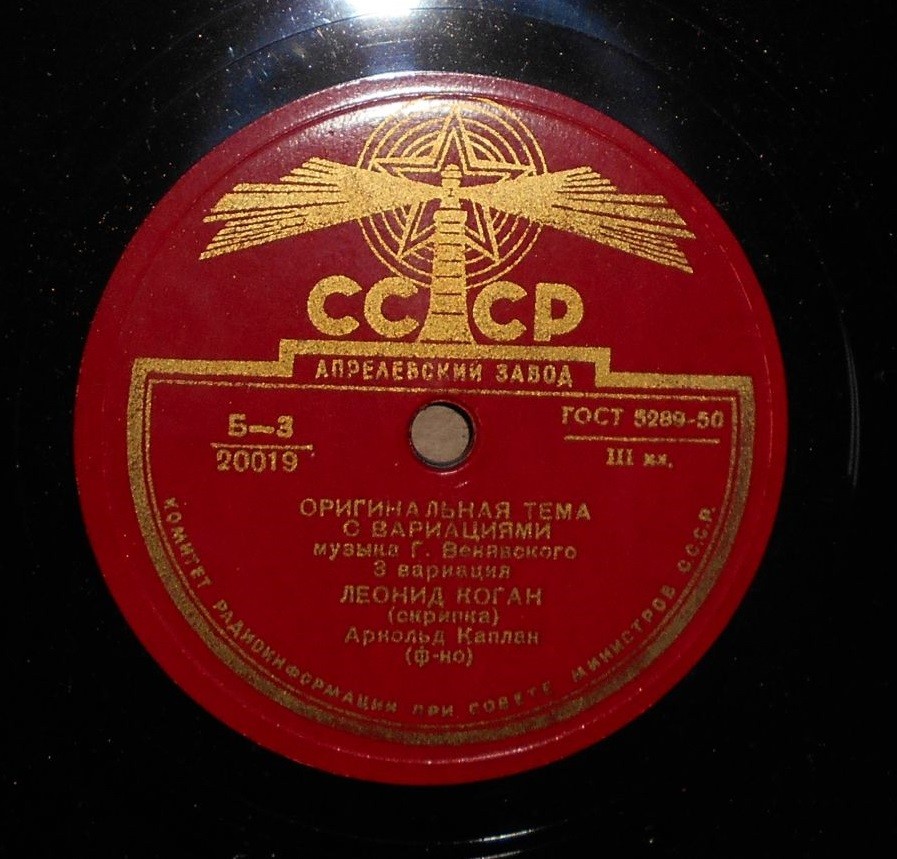 СССР
АПРЕЛЕВСКИЙ ЗАВОД
Б—3
20019
ГОСТ 5289-50
III кл.
ОРИГИНАЛЬНАЯ ТЕМА
С ВАРИАЦИЯМИ
музыка Г. Венявского
3 вариация
ЛЕОНИД КОГАН
(скрипка)
Арнольд Каплан
(ф-но)
КОМИТЕТ РАДИОИНФОРМАЦИИ ПРИ СОВЕТЕ МИНИСТРОВ СССР.